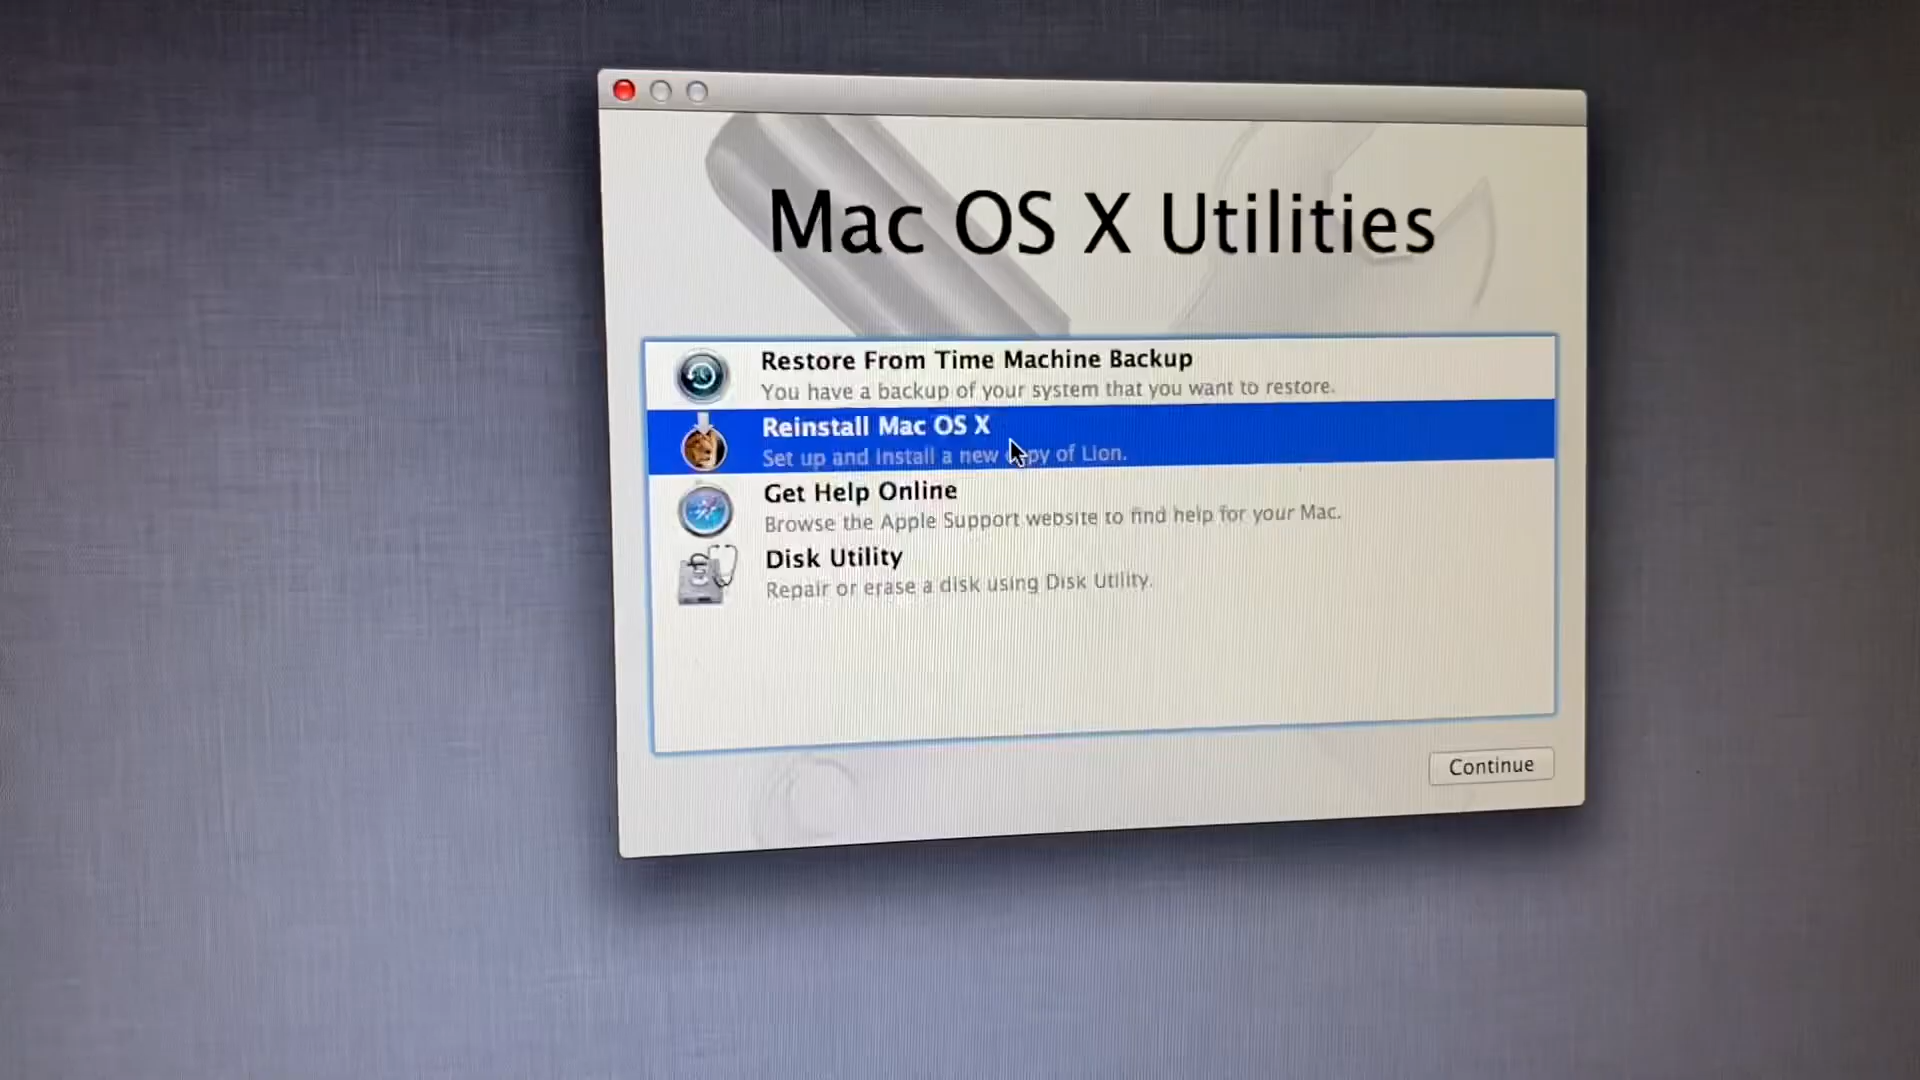 Mac OS X Utilities
Restore From Time Machine Backup
You have a backup of your system that you want to restore.
Reinstall Mac OS X
Set up and install a new copy of Lion.
Get Help Online
Browse the Apple Support website to find help for your Mac.
Disk Utility
Repair or erase a disk using Disk Utility.
Continue